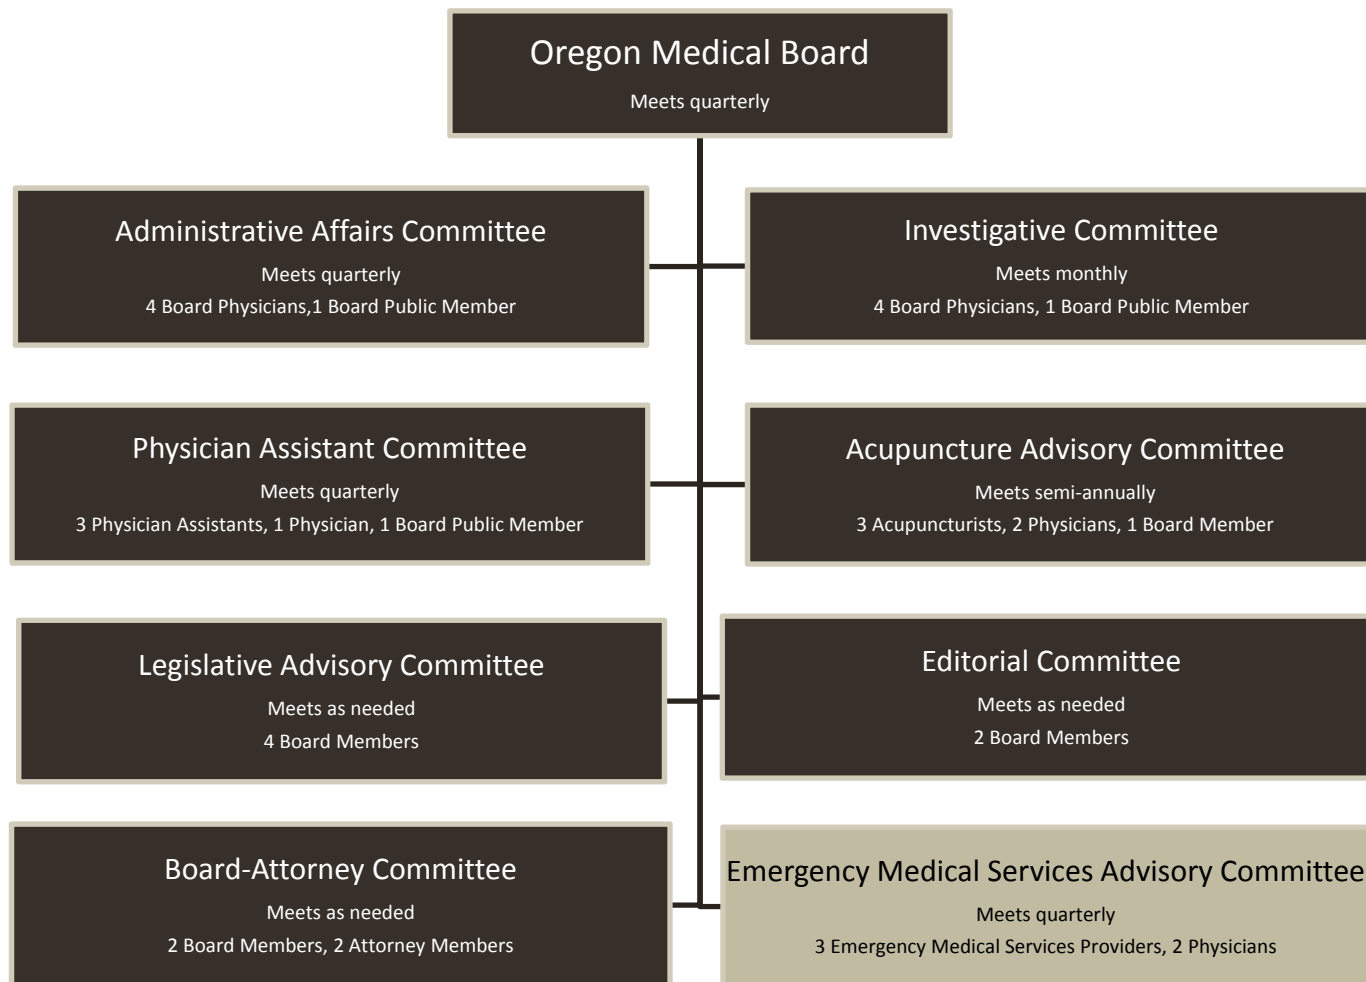 Oregon Medical Board
Meets quarterly
Administrative Affairs Committee
Meets quarterly
4 Board Physicians,1 Board Public Member
Investigative Committee
Meets monthly
4 Board Physicians, 1 Board Public Member
Physician Assistant Committee
Meets quarterly
3 Physician Assistants, 1 Physician, 1 Board Public Member
Acupuncture Advisory Committee
Meets semi-annually
3 Acupuncturists, 2 Physicians, 1 Board Member
Legislative Advisory Committee
Meets as needed
4 Board Members
Editorial Committee
Meets as needed
2 Board Members
Board-Attorney Committee
Meets as needed
2 Board Members, 2 Attorney Members
Emergency Medical Services Advisory Committee
Meets quarterly
3 Emergency Medical Services Providers, 2 Physicians